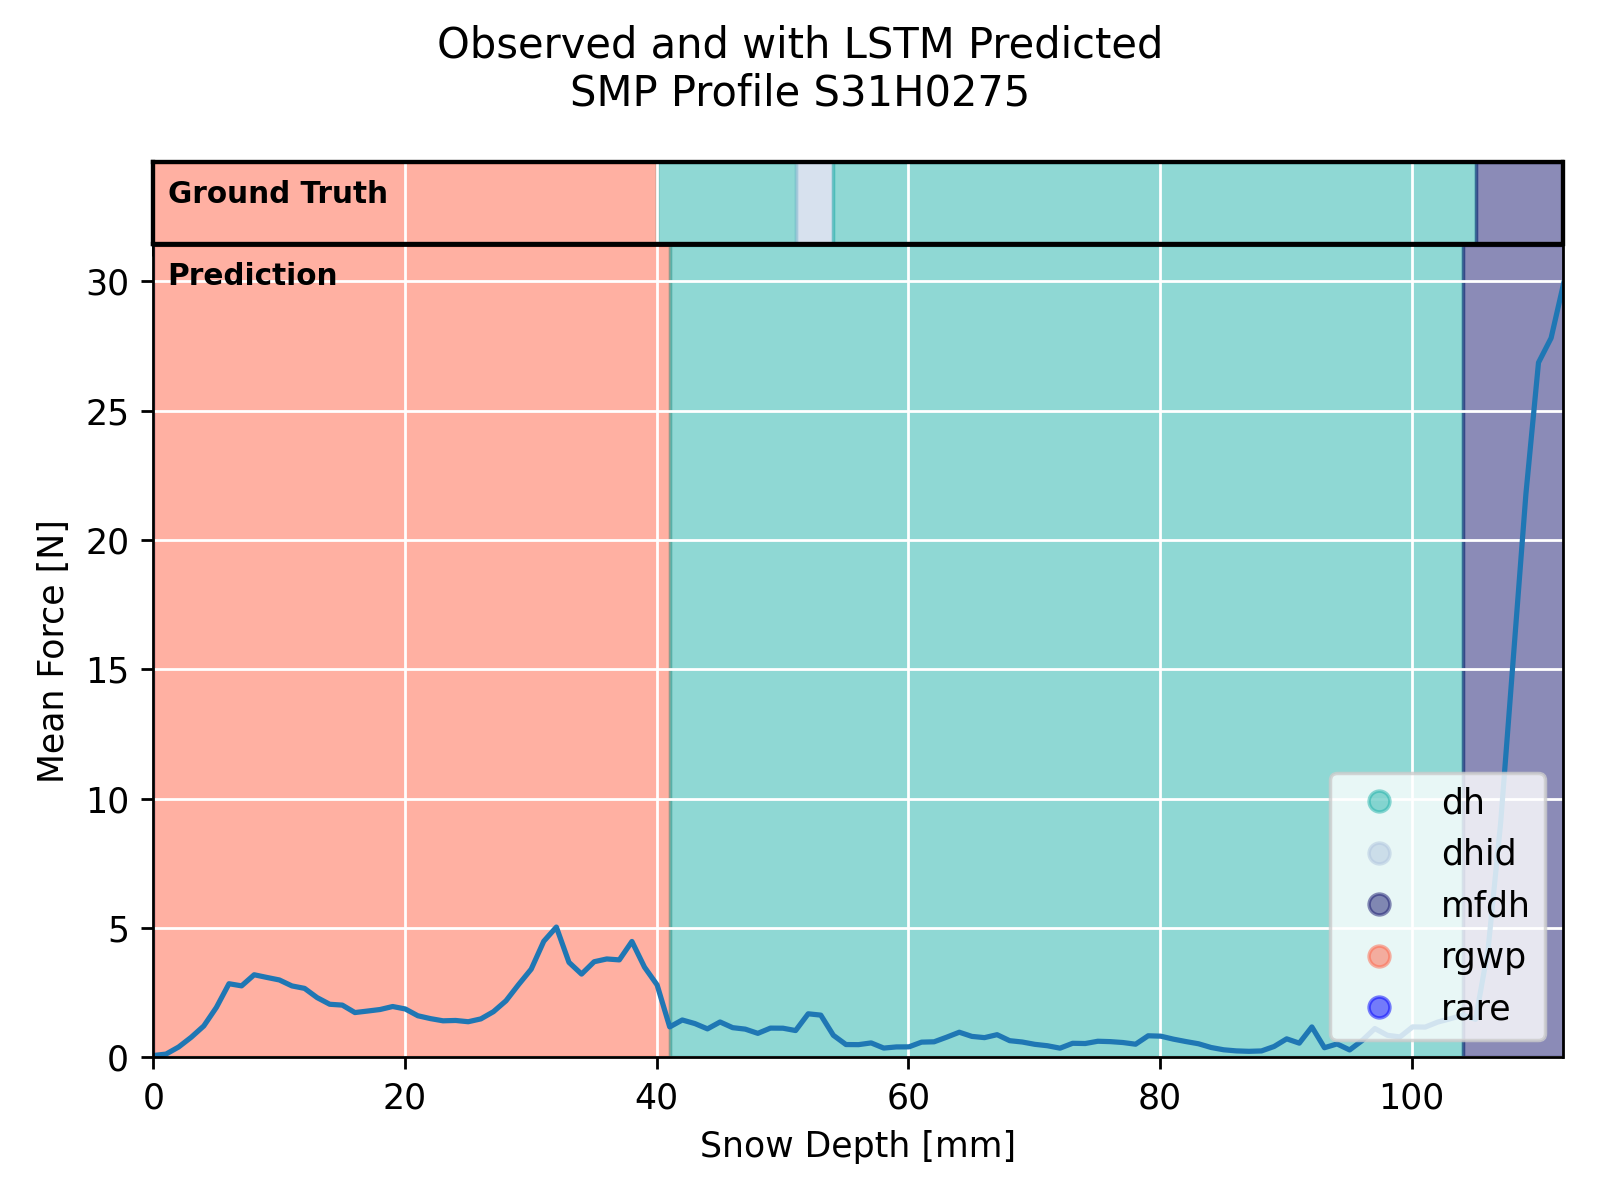 Observed and with LSTM Predicted
SMP Profile S31H0275
Ground Truth
Prediction
30
25
20
15
10
5
0
Mean Force [N]
dh
dhid
mfdh
rgwp
rare
0 20 40 60 80 100
Snow Depth [mm]